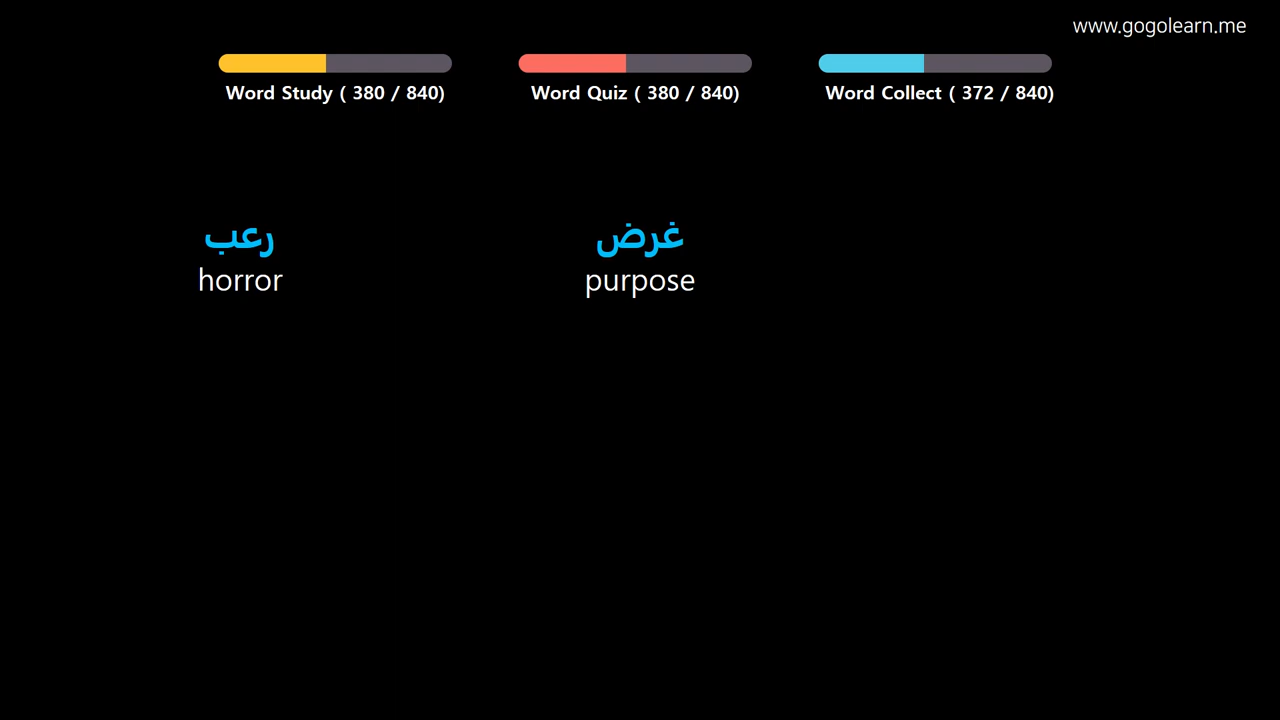 www.gogolearn.me
Word Study ( 380 / 840)
Word Quiz ( 380 / 840)
Word Collect ( 372 / 840)
رعب
horror
غرض
purpose